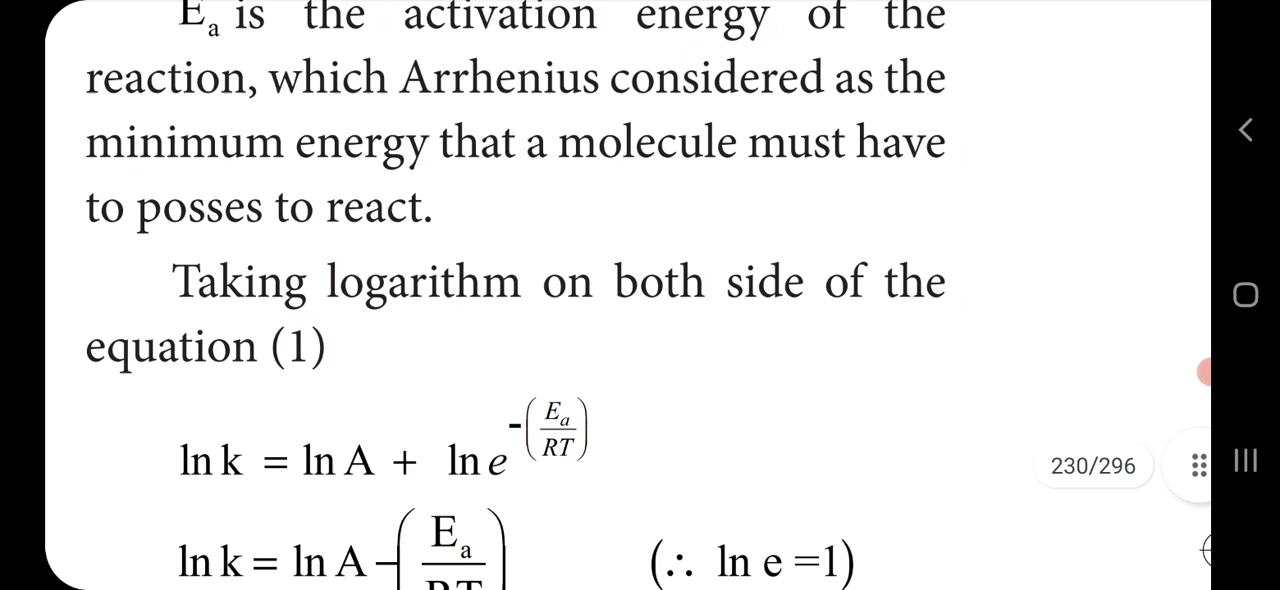 Eₐ is the activation energy of the
reaction, which Arrhenius considered as the
minimum energy that a molecule must have
to posses to react.
Taking logarithm on both side of the
equation (1)
ln k = ln A + ln e^-(Eₐ/RT)
ln k = ln A – (Eₐ/RT) (∴ ln e =1)
230/296